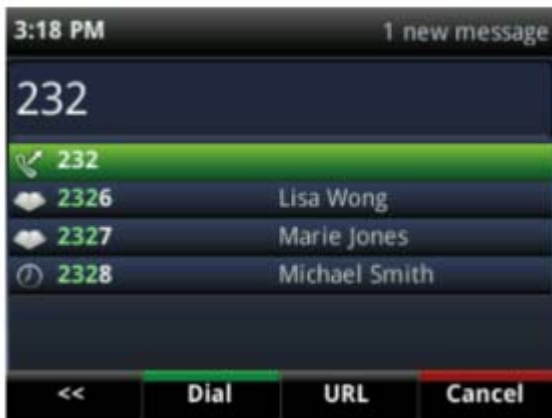 3:18 PM 1 new message
232
232
2326 Lisa Wong
2327 Marie Jones
2328 Michael Smith
<< Dial URL Cancel